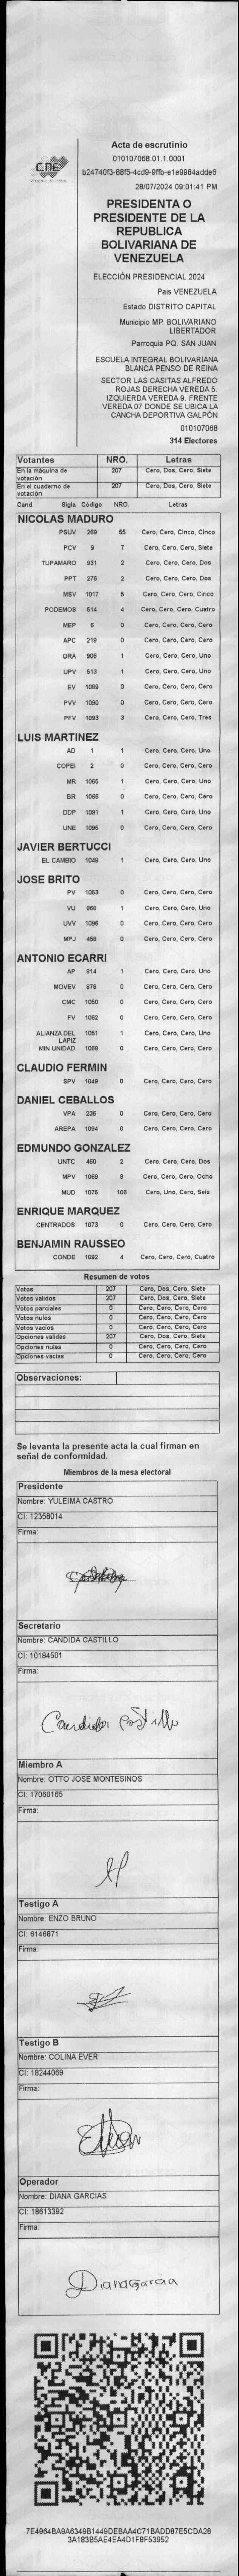 CNE
Acta de escrutinio
010107068.01.1.0001
b24740f3-88f5-4cd9-9ffb-e1e9984adde6
28/07/2024 09:01:41 PM
PRESIDENTA O
PRESIDENTE DE LA
REPUBLICA
BOLIVARIANA DE
VENEZUELA
ELECCIÓN PRESIDENCIAL 2024
Pais VENEZUELA
Estado DISTRITO CAPITAL
Municipio MP. BOLIVARIANO
LIBERTADOR
Parroquia PQ. SAN JUAN
ESCUELA INTEGRAL BOLIVARIANA
BLANCA PENSO DE REINA
SECTOR LAS CASITAS ALFREDO
ROJAS DERECHA VEREDA 5.
IZQUIERDA VEREDA 9. FRENTE
VEREDA 07 DONDE SE UBICA LA
CANCHA DEPORTIVA GALPÓN
010107068
314 Electores
Votantes NRO. Letras
En la máquina de votación 207 Cero, Dos, Cero, Siete
En el cuaderno de votación 207 Cero, Dos, Cero, Siete
Cand. Sigla Código NRO. Letras
NICOLAS MADURO
PSUV 269 55 Cero, Cero, Cinco, Cinco
PCV 9 7 Cero, Cero, Cero, Siete
TUPAMARO 931 2 Cero, Cero, Cero, Dos
PPT 276 2 Cero, Cero, Cero, Dos
MSV 1017 5 Cero, Cero, Cero, Cinco
PODEMOS 514 4 Cero, Cero, Cero, Cuatro
MEP 6 0 Cero, Cero, Cero, Cero
APC 219 0 Cero, Cero, Cero, Cero
ORA 906 1 Cero, Cero, Cero, Uno
UPV 513 1 Cero, Cero, Cero, Uno
EV 1099 0 Cero, Cero, Cero, Cero
PVV 1090 0 Cero, Cero, Cero, Cero
PFV 1093 3 Cero, Cero, Cero, Tres
LUIS MARTINEZ
AD 1 1 Cero, Cero, Cero, Uno
COPEI 2 0 Cero, Cero, Cero, Cero
MR 1065 1 Cero, Cero, Cero, Uno
BR 1066 0 Cero, Cero, Cero, Cero
DDP 1091 1 Cero, Cero, Cero, Uno
UNE 1095 0 Cero, Cero, Cero, Cero
JAVIER BERTUCCI
EL CAMBIO 1048 1 Cero, Cero, Cero, Uno
JOSE BRITO
PV 1053 0 Cero, Cero, Cero, Cero
VU 868 1 Cero, Cero, Cero, Uno
UVV 1096 0 Cero, Cero, Cero, Cero
MPJ 458 0 Cero, Cero, Cero, Cero
ANTONIO ECARRI
AP 814 1 Cero, Cero, Cero, Uno
MOVEV 878 0 Cero, Cero, Cero, Cero
CMC 1050 0 Cero, Cero, Cero, Cero
FV 1062 0 Cero, Cero, Cero, Cero
ALIANZA DEL LAPIZ 1051 1 Cero, Cero, Cero, Uno
MIN UNIDAD 1068 0 Cero, Cero, Cero, Cero
CLAUDIO FERMIN
SPV 1049 0 Cero, Cero, Cero, Cero
DANIEL CEBALLOS
VPA 236 0 Cero, Cero, Cero, Cero
AREPA 1094 0 Cero, Cero, Cero, Cero
EDMUNDO GONZALEZ
UNTC 460 2 Cero, Cero, Cero, Dos
MPV 1069 8 Cero, Cero, Cero, Ocho
MUD 1075 106 Cero, Uno, Cero, Seis
ENRIQUE MARQUEZ
CENTRADOS 1073 0 Cero, Cero, Cero, Cero
BENJAMIN RAUSSEO
CONDE 1092 4 Cero, Cero, Cero, Cuatro
Resumen de votos
Votos 207 Cero, Dos, Cero, Siete
Votos validos 207 Cero, Dos, Cero, Siete
Votos parciales 0 Cero, Cero, Cero, Cero
Votos nulos 0 Cero, Cero, Cero, Cero
Votos vacios 0 Cero, Cero, Cero, Cero
Opciones validas 207 Cero, Dos, Cero, Siete
Opciones nulas 0 Cero, Cero, Cero, Cero
Opciones vacias 0 Cero, Cero, Cero, Cero
Observaciones:
Se levanta la presente acta la cual firman en
señal de conformidad.
Miembros de la mesa electoral
Presidente
Nombre: YULEIMA CASTRO
CI: 12358014
Firma:
Secretario
Nombre: CANDIDA CASTILLO
CI: 10184501
Firma:
Candida Castillo
Miembro A
Nombre: OTTO JOSE MONTESINOS
CI: 17060165
Firma:
Testigo A
Nombre: ENZO BRUNO
CI: 6146871
Firma:
Testigo B
Nombre: COLINA EVER
CI: 18244069
Firma:
Operador
Nombre: DIANA GARCIAS
CI: 18613392
Firma:
Diana Garcia
7E4964BA9A6349B1449DEBAA4C71BADD87E5CDA28
3A183B5AE4EA4D1F8F53952